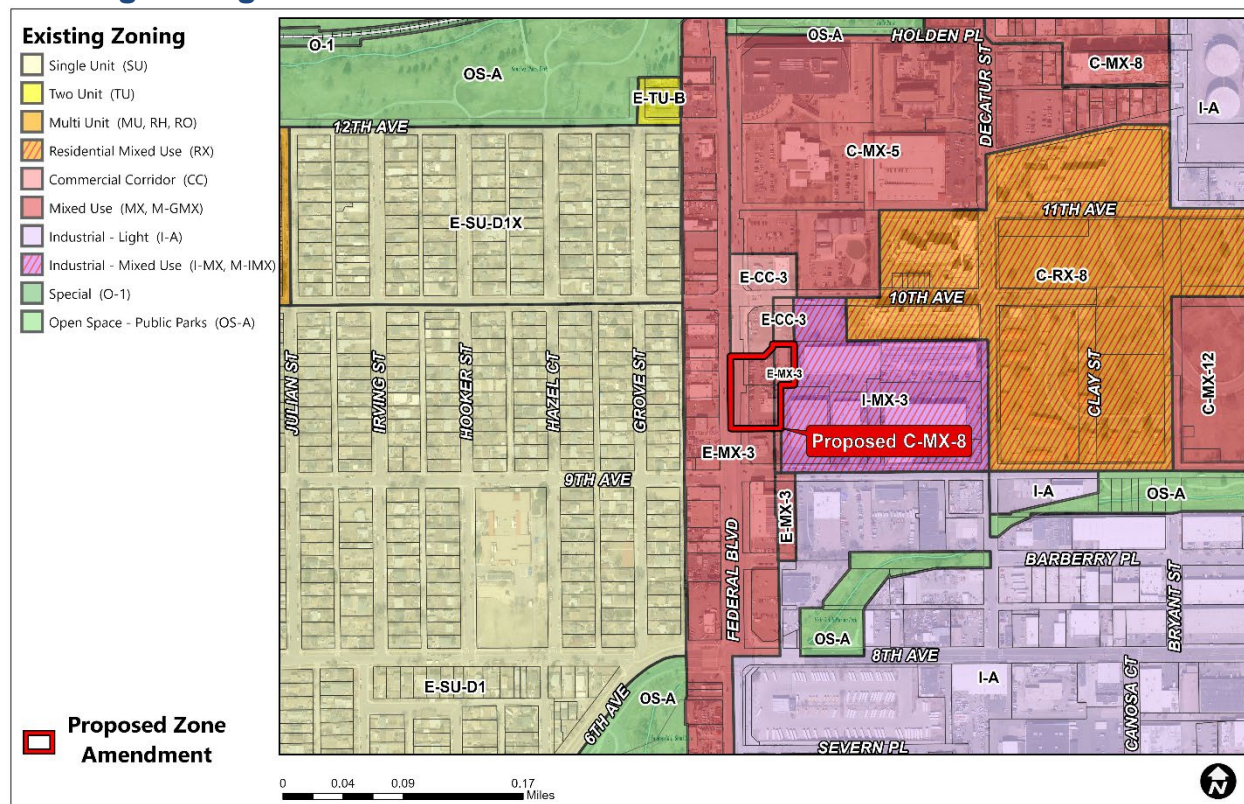 Existing Zoning
Single Unit (SU)
Two Unit (TU)
Multi Unit (MU, RH, RO)
Residential Mixed Use (RX)
Commercial Corridor (CC)
Mixed Use (MX, M-GMX)
Industrial - Light (I-A)
Industrial - Mixed Use (I-MX, M-IMX)
Special (O-1)
Open Space - Public Parks (OS-A)
Proposed Zone
Amendment
O-1
OS-A
OS-A
HOLDEN PL
DECATUR ST
C-MX-8
I-A
E-TU-B
12TH AVE
C-MX-5
E-SU-D1X
11TH AVE
E-CC-3
C-RX-8
10TH AVE
E-CC-3
JULIAN ST
IRVING ST
HOOKER ST
HAZEL CT
GROVE ST
E-MX-3
I-MX-3
CLAY ST
C-MX-12
Proposed C-MX-8
E-MX-3
9TH AVE
E-MX-3
I-A
OS-A
FEDERAL BLVD
BARBERRY PL
BRYANT ST
OS-A
8TH AVE
E-SU-D1
OS-A
I-A
6TH AVE
CANOSA CT
SEVERN PL
0 0.04 0.09 0.17
Miles
N